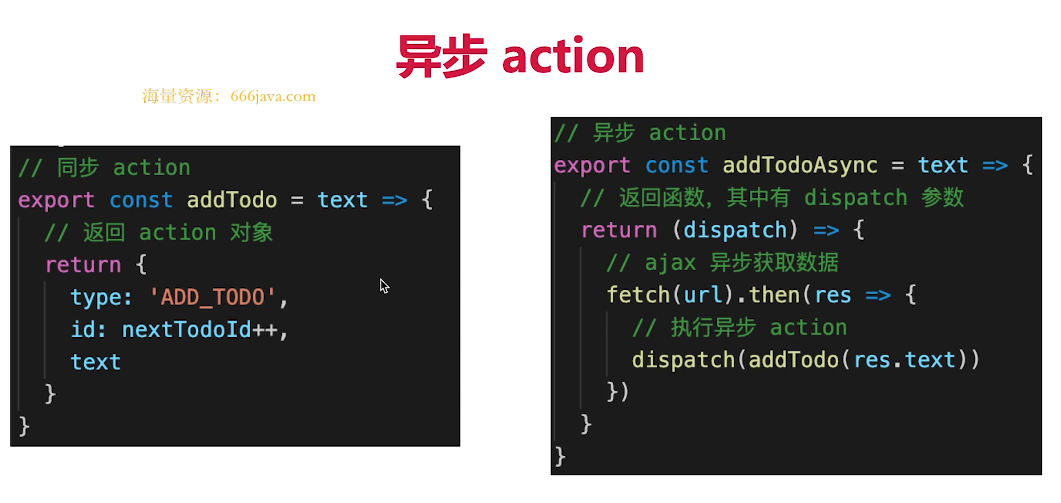 异步 action
海量资源：666java.com
// 同步 action
export const addTodo = text => {
// 返回 action 对象
return {
type: 'ADD_TODO',
id: nextTodoId++,
text
}
}
// 异步 action
export const addTodoAsync = text => {
// 返回函数，其中有 dispatch 参数
return (dispatch) => {
// ajax 异步获取数据
fetch(url).then(res => {
// 执行异步 action
dispatch(addTodo(res.text))
})
}
}